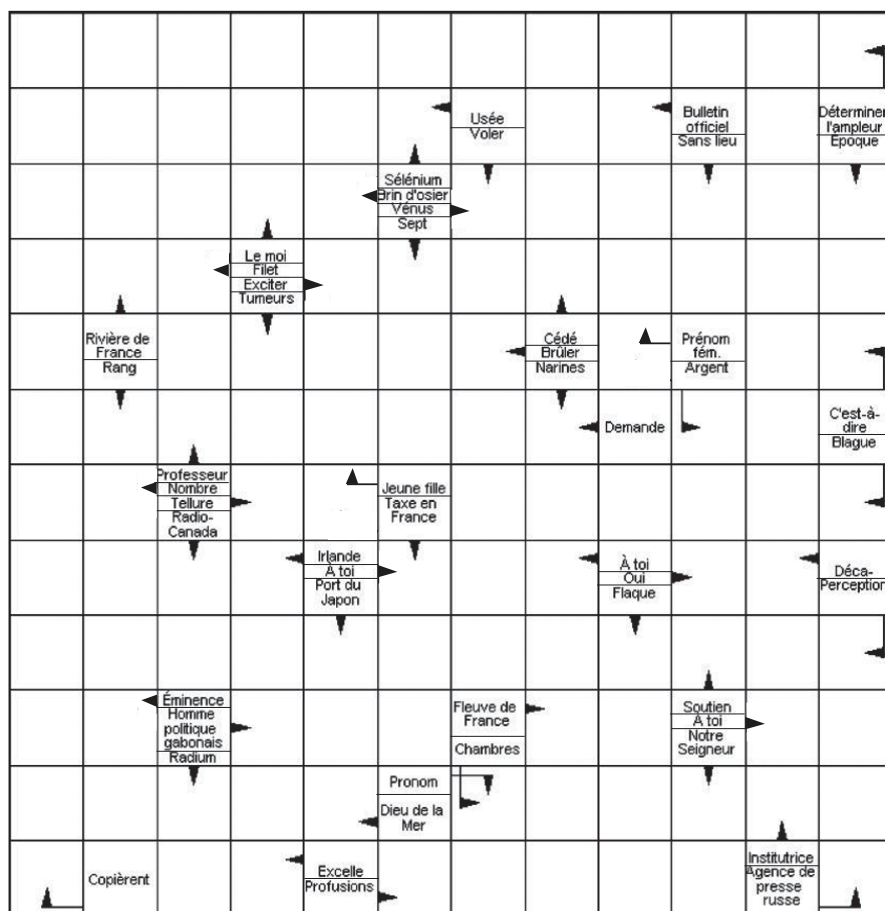 Usée
Voler
Bulletin
officiel
Sans lieu
Déterminer
l'ampleur
Époque
Sélénium
Brin d'osier
Vénus
Sept
Le moi
Filet
Exciter
Tumeurs
Rivière de
France
Rang
Cédé
Brûler
Narines
Prénom
fém.
Argent
Demande
C'est-à-
dire
Blague
Professeur
Nombre
Tellure
Radio-
Canada
Jeune fille
Taxe en
France
Irlande
À toi
Port du
Japon
À toi
Oui
Flaque
Déca-
Perception
Éminence
Homme
politique
gabonais
Radium
Fleuve de
France
Chambres
Soutien
À toi
Notre
Seigneur
Pronom
Dieu de la
Mer
Copièrent
Excelle
Profusions
Institutrice
Agence de
presse
russe